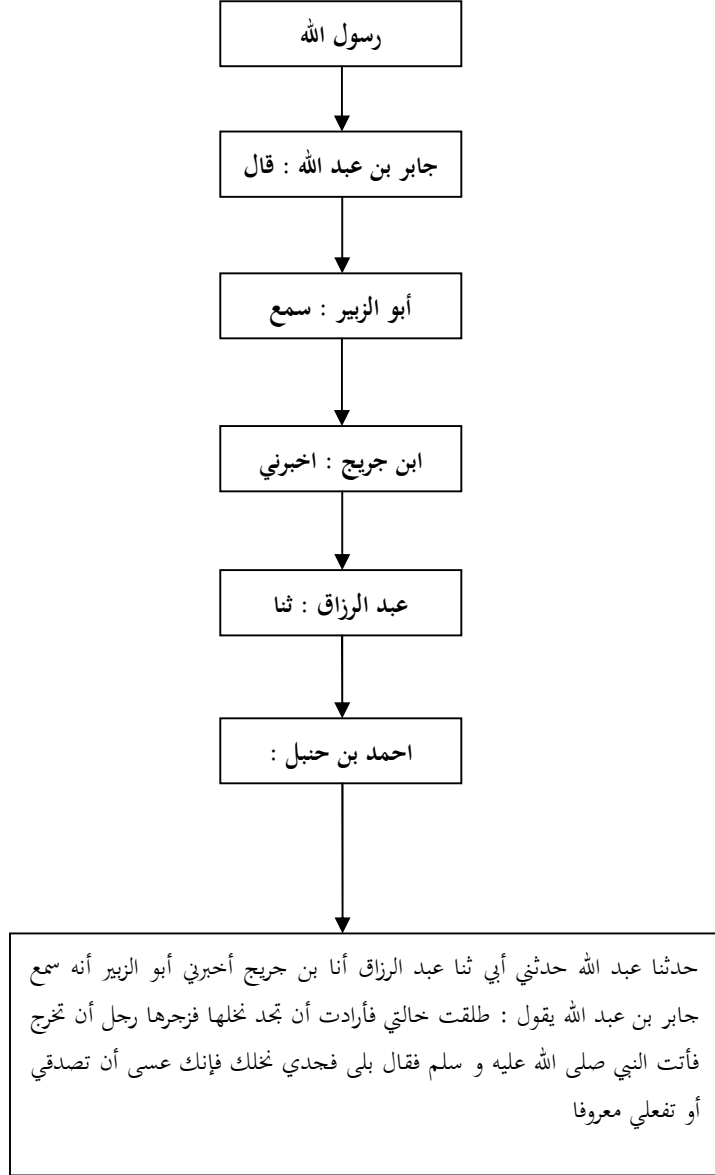 رسول الله
جابر بن عبد الله : قال
أبو الزبير : سمع
ابن جريج : اخبرني
عبد الرزاق : ثنا
احمد بن حنبل :
حدثنا عبد الله حدثني أبي ثنا عبد الرزاق أنا بن جريج أخبرني أبو الزبير أنه سمع
جابر بن عبد الله يقول : طلقت خالتي فأرادت أن تجد نخلها فزجرها رجل أن تخرج
فأتت النبي صلى الله عليه و سلم فقال بلى فجدي نخلك فإنك عسى أن تصدقي
أو تفعلي معروفا